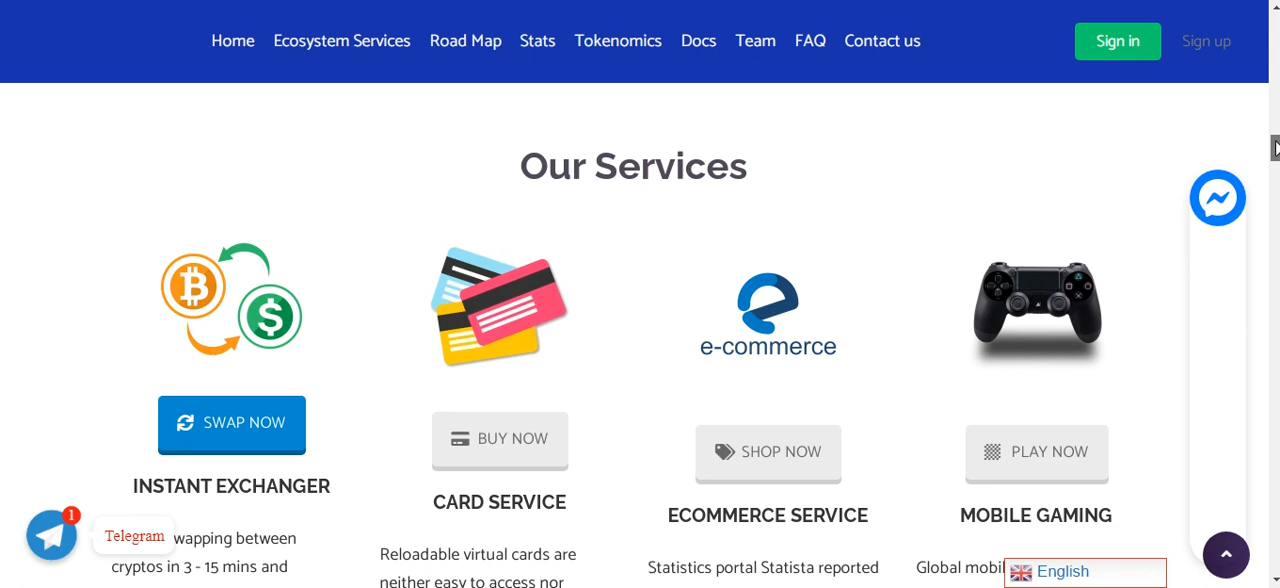 Home Ecosystem Services Road Map Stats Tokenomics Docs Team FAQ Contact us Sign in Sign up
Our Services
e-commerce
SWAP NOW
BUY NOW
SHOP NOW
PLAY NOW
INSTANT EXCHANGER
CARD SERVICE
ECOMMERCE SERVICE
MOBILE GAMING
1
Telegram
wapping between
cryptos in 3 - 15 mins and
Reloadable virtual cards are
neither easy to access nor
Statistics portal Statista reported
Global mobi
English